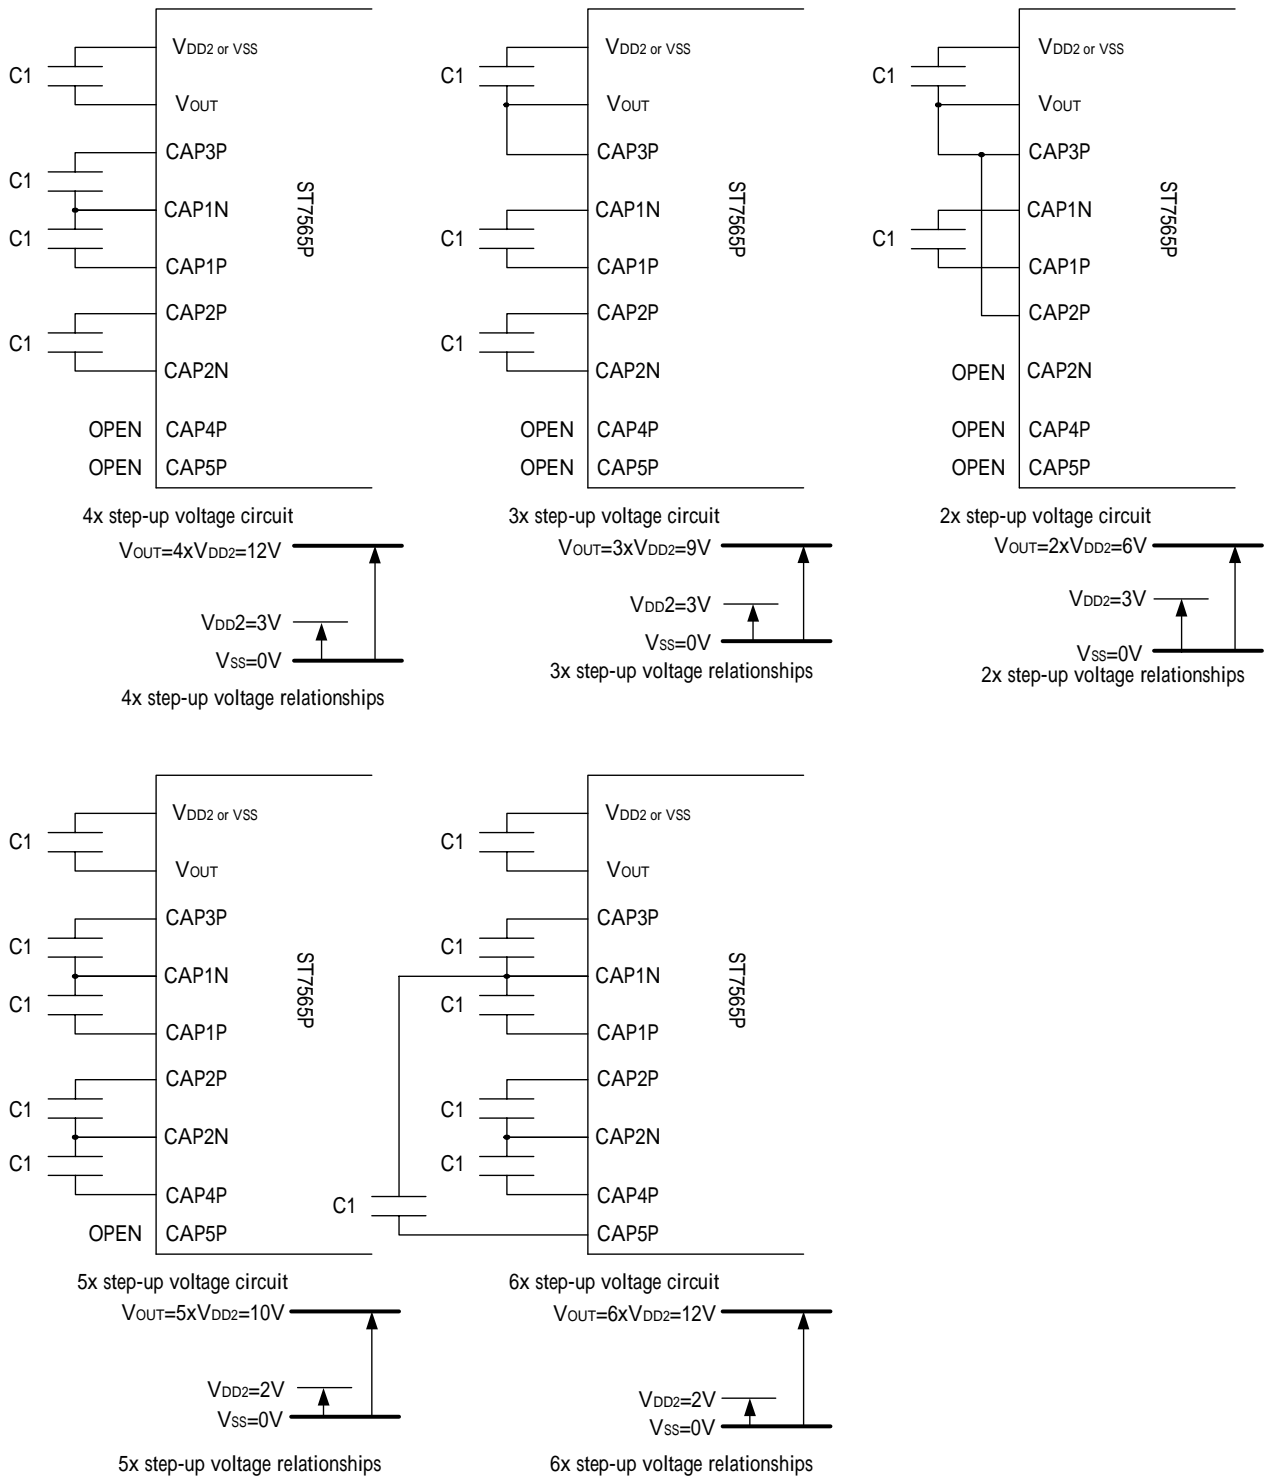 VDD2 or VSS
C1
VOUT
CAP3P
C1
CAP1N
C1
CAP1P
CAP2P
C1
CAP2N
OPEN CAP4P
OPEN CAP5P
ST7565P
4x step-up voltage circuit
VOUT=4xVDD2=12V
VDD2=3V
VSS=0V
4x step-up voltage relationships
VDD2 or VSS
C1
VOUT
CAP3P
CAP1N
C1
CAP1P
CAP2P
C1
CAP2N
OPEN CAP4P
OPEN CAP5P
ST7565P
3x step-up voltage circuit
VOUT=3xVDD2=9V
VDD2=3V
VSS=0V
3x step-up voltage relationships
VDD2 or VSS
C1
VOUT
CAP3P
CAP1N
C1
CAP1P
CAP2P
OPEN CAP2N
OPEN CAP4P
OPEN CAP5P
ST7565P
2x step-up voltage circuit
VOUT=2xVDD2=6V
VDD2=3V
VSS=0V
2x step-up voltage relationships
VDD2 or VSS
C1
VOUT
CAP3P
C1
CAP1N
C1
CAP1P
CAP2P
C1
CAP2N
C1
CAP4P
OPEN CAP5P
ST7565P
5x step-up voltage circuit
VOUT=5xVDD2=10V
VDD2=2V
VSS=0V
5x step-up voltage relationships
VDD2 or VSS
C1
VOUT
CAP3P
C1
CAP1N
C1
CAP1P
CAP2P
C1
CAP2N
C1
CAP4P
C1
CAP5P
ST7565P
6x step-up voltage circuit
VOUT=6xVDD2=12V
VDD2=2V
VSS=0V
6x step-up voltage relationships